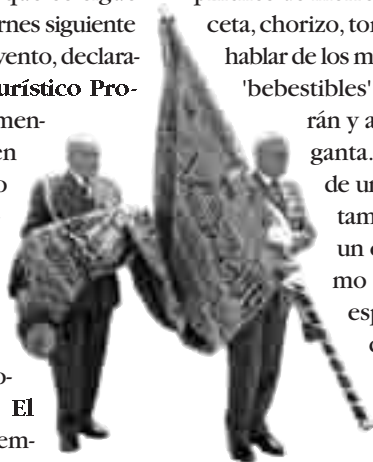 rnes siguiente
vento, declara-
urístico Pro-
men-
en
o
o-
El
em-
ceta, chorizo, tor
hablar de los m
'bebestibles'
rán y a
ganta.
de un
tam
un
mo
esp